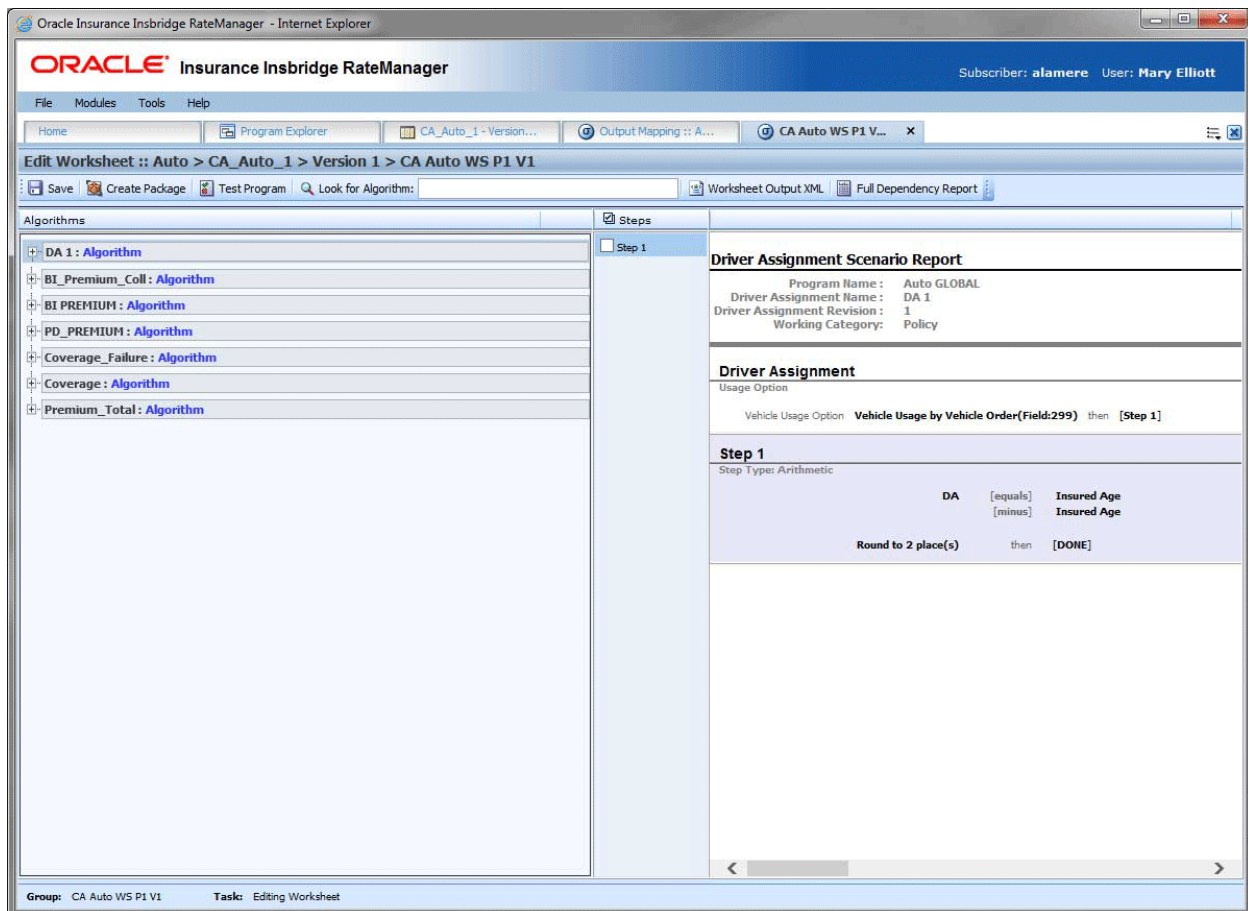 Oracle Insurance Insbridge RateManager - Internet Explorer
ORACLE® Insurance Insbridge RateManager
Subscriber: alamere User: Mary Elliott
File Modules Tools Help
Home Program Explorer CA_Auto_1 - Version... Output Mapping :: A... CA Auto WS P1 V... ×
Edit Worksheet :: Auto > CA_Auto_1 > Version 1 > CA Auto WS P1 V1
Save Create Package Test Program Look for Algorithm: Worksheet Output XML Full Dependency Report
Algorithms Steps
DA 1 : Algorithm
BI_Premium_Coll : Algorithm
BI PREMIUM : Algorithm
PD_PREMIUM : Algorithm
Coverage_Failure : Algorithm
Coverage : Algorithm
Premium_Total : Algorithm
Step 1
Driver Assignment Scenario Report
Program Name : Auto GLOBAL
Driver Assignment Name : DA 1
Driver Assignment Revision : 1
Working Category: Policy
Driver Assignment
Usage Option
Vehicle Usage Option Vehicle Usage by Vehicle Order(Field:299) then [Step 1]
Step 1
Step Type: Arithmetic
DA [equals] Insured Age
[minus] Insured Age
Round to 2 place(s) then [DONE]
Group: CA Auto WS P1 V1 Task: Editing Worksheet